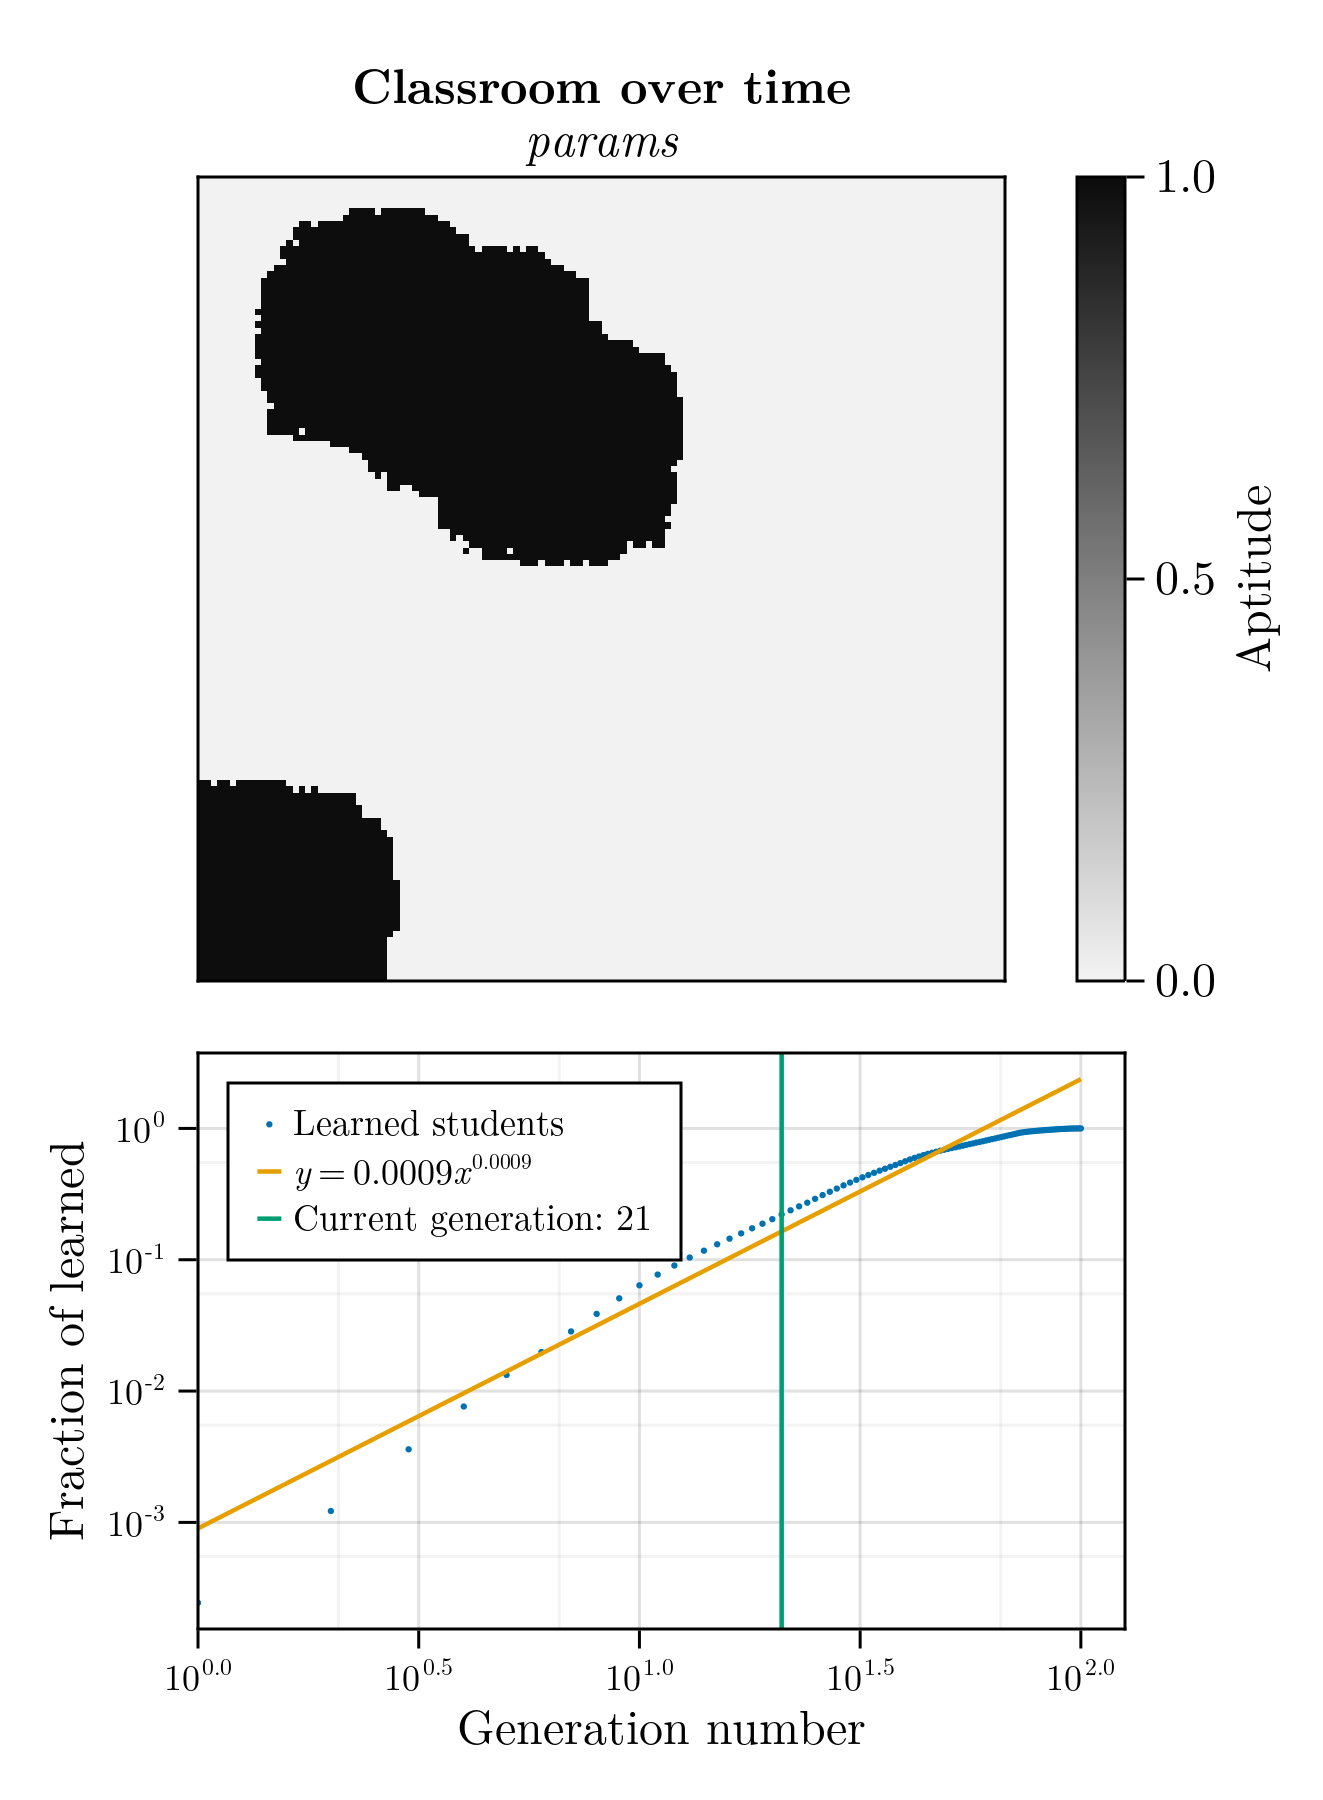 Classroom over time
params
1.0
0.5
0.0
Aptitude
Learned students
y = 0.0009x^0.0009
Current generation: 21
10^0
10^-1
10^-2
10^-3
Fraction of learned
10^0.0 10^0.5 10^1.0 10^1.5 10^2.0
Generation number